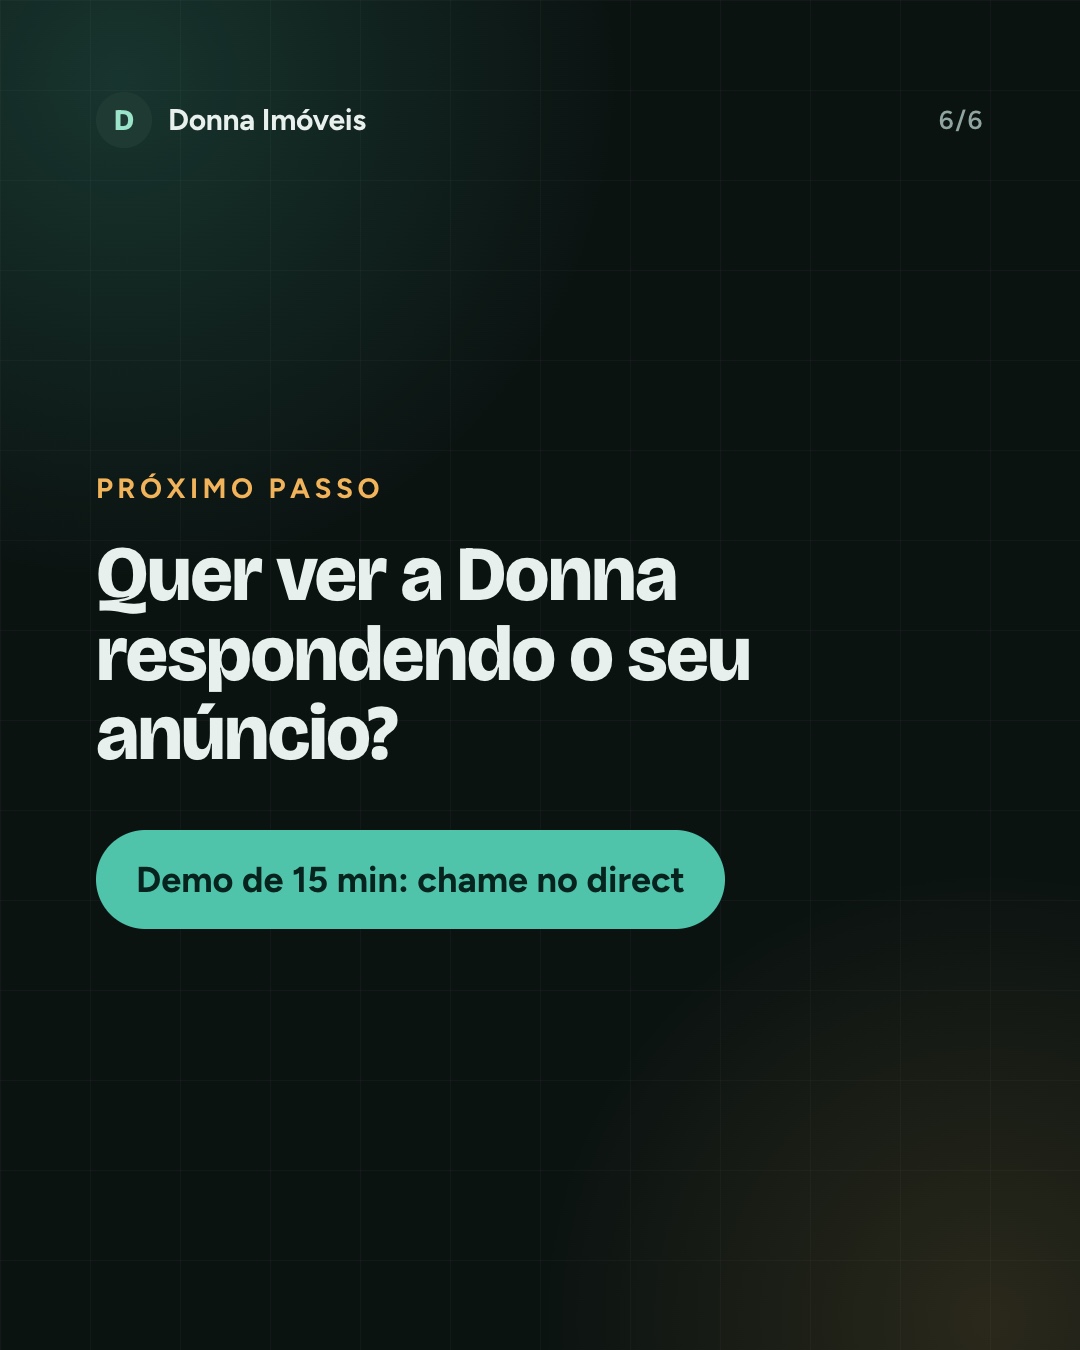 D Donna Imóveis 6/6
PRÓXIMO PASSO
Quer ver a Donna
respondendo o seu
anúncio?
Demo de 15 min: chame no direct